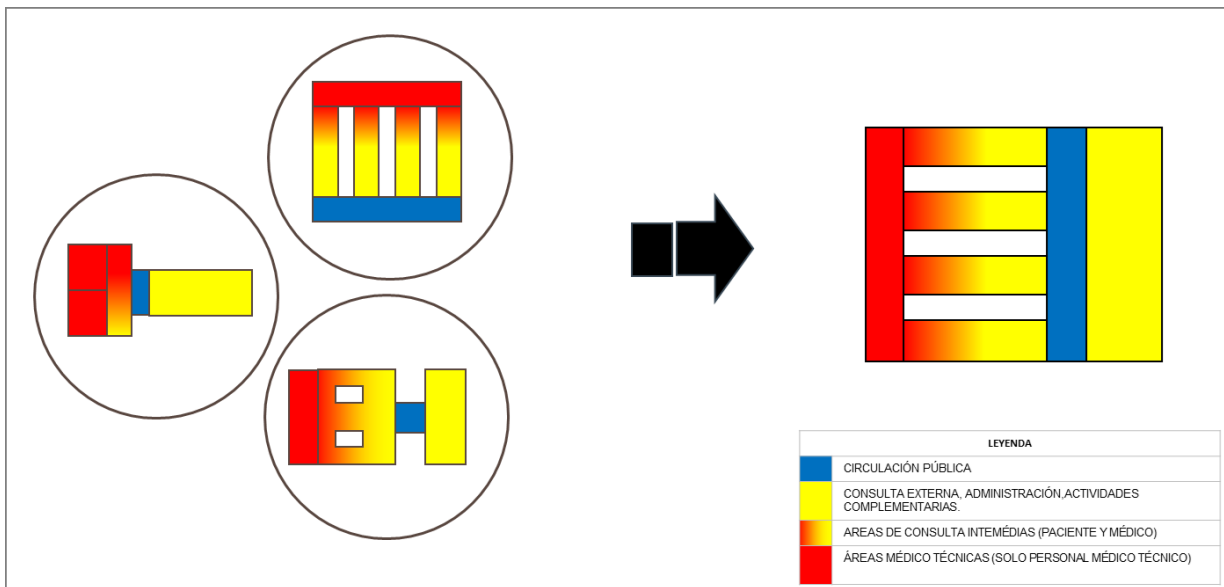 LEYENDA
CIRCULACIÓN PÚBLICA
CONSULTA EXTERNA, ADMINISTRACIÓN,ACTIVIDADES
COMPLEMENTARIAS.
AREAS DE CONSULTA INTEMÉDIAS (PACIENTE Y MÉDICO)
ÁREAS MÉDICO TÉCNICAS (SOLO PERSONAL MÉDICO TÉCNICO)